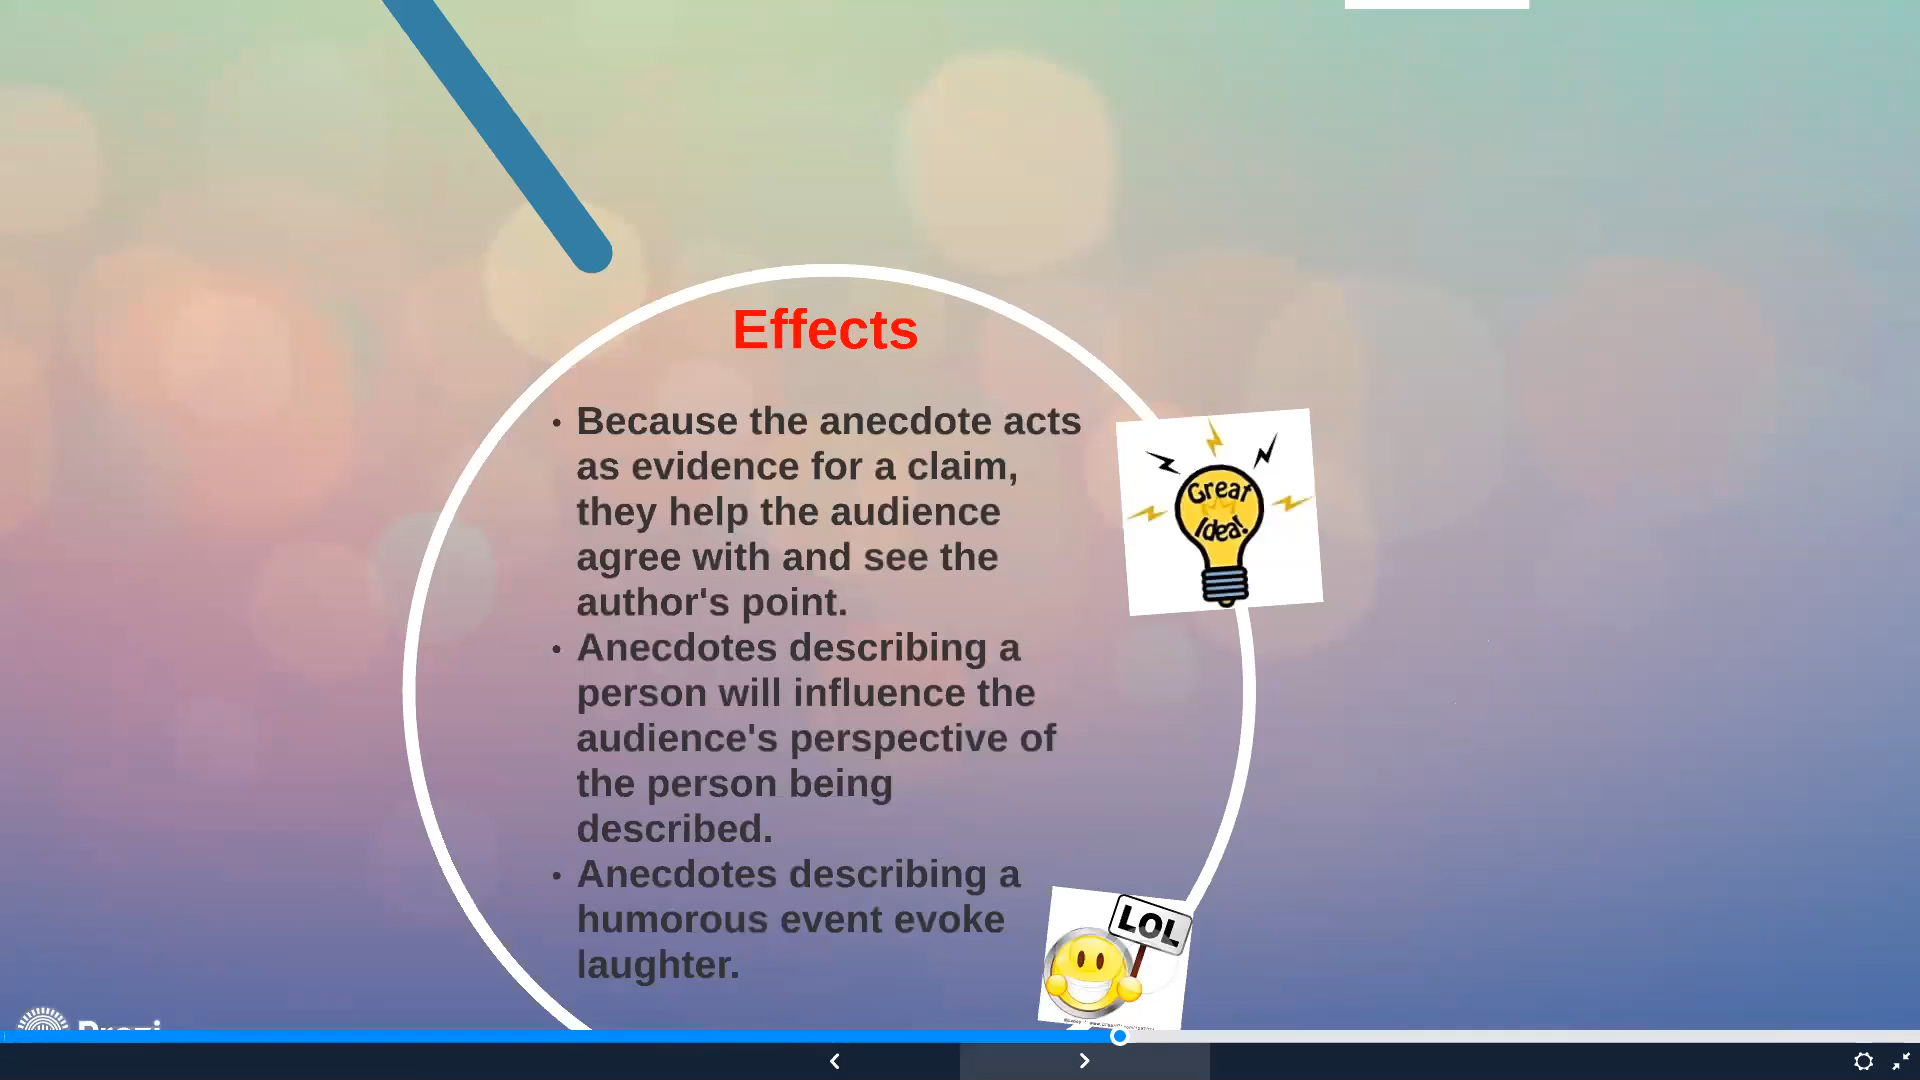 Effects
• Because the anecdote acts
as evidence for a claim,
they help the audience
agree with and see the
author's point.
• Anecdotes describing a
person will influence the
audience's perspective of
the person being
described.
• Anecdotes describing a
humorous event evoke
laughter.
Great
Idea!
LOL
Prezi